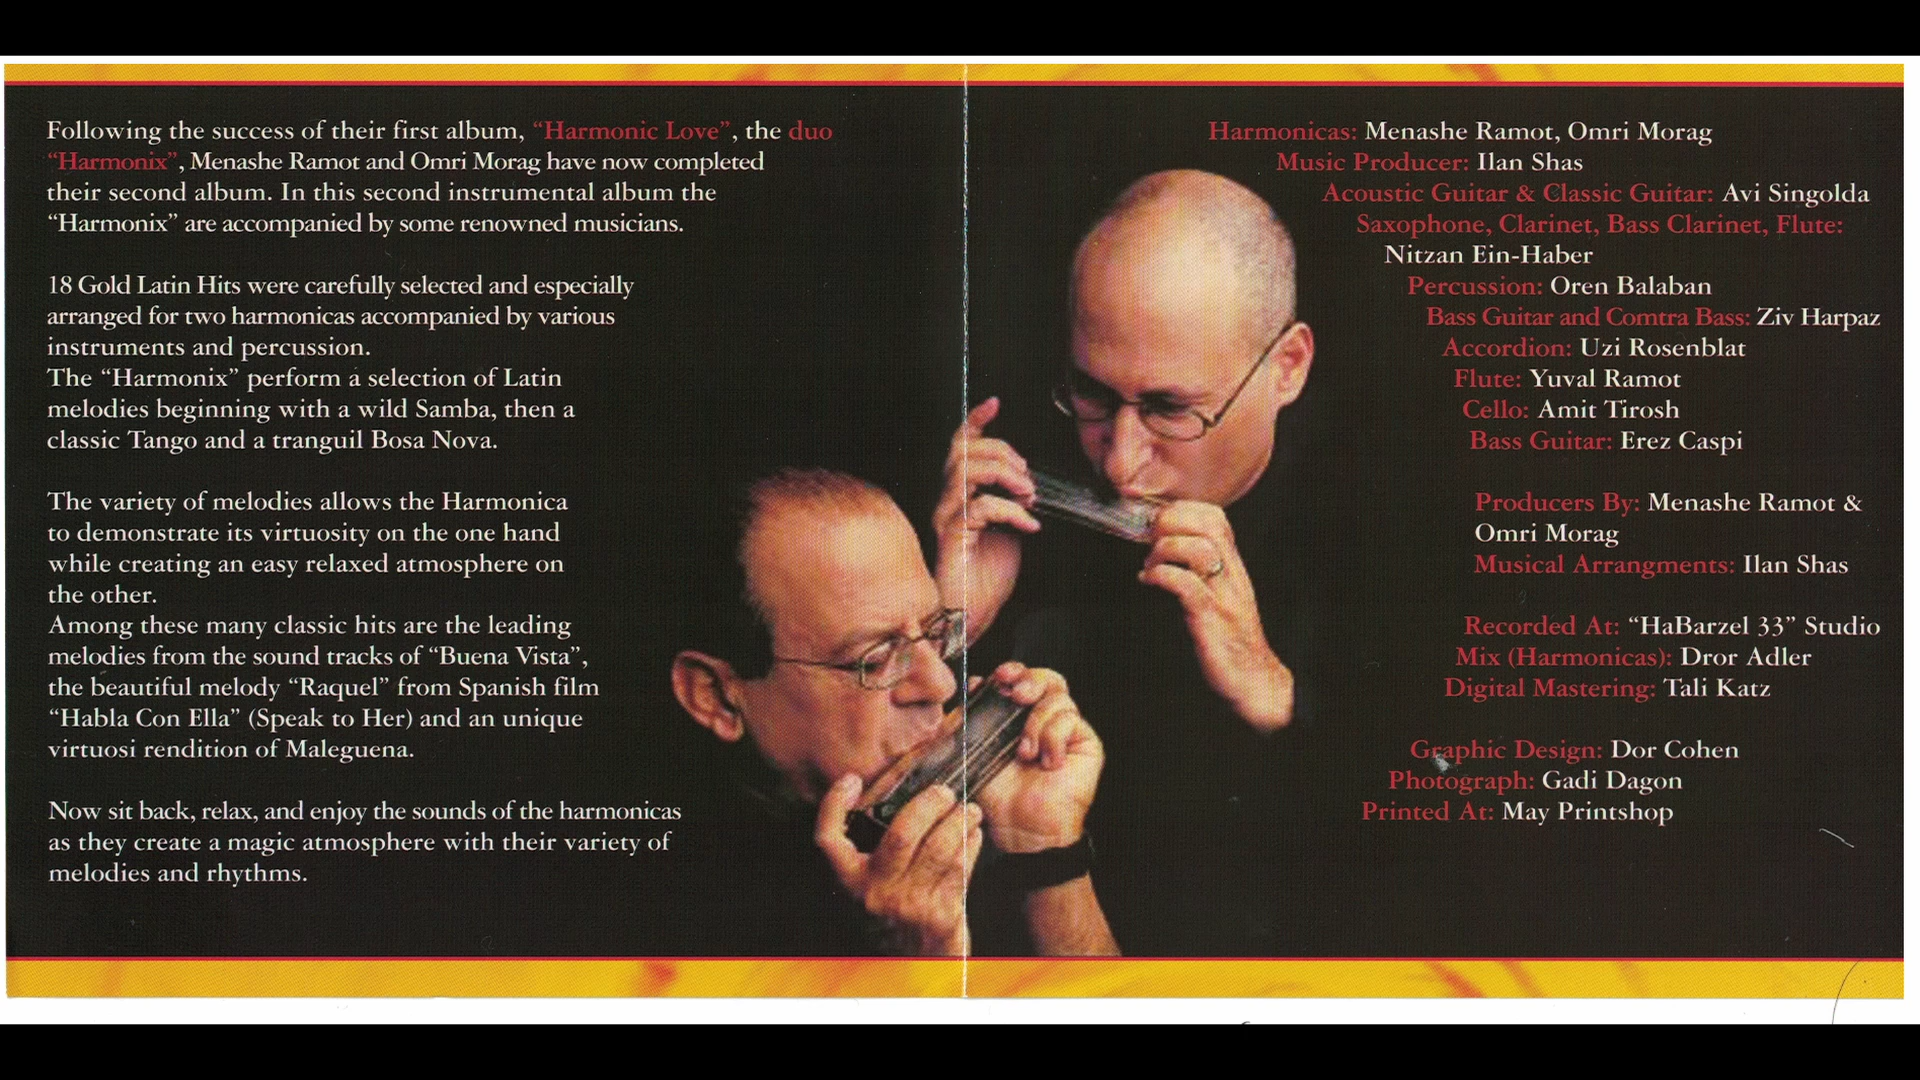 Following the success of their first album, “Harmonic Love”, the duo
“Harmonix”, Menashe Ramot and Omri Morag have now completed
their second album. In this second instrumental album the
“Harmonix” are accompanied by some renowned musicians.
18 Gold Latin Hits were carefully selected and especially
arranged for two harmonicas accompanied by various
instruments and percussion.
The “Harmonix” perform a selection of Latin
melodies beginning with a wild Samba, then a
classic Tango and a tranguil Bosa Nova.
The variety of melodies allows the Harmonica
to demonstrate its virtuosity on the one hand
while creating an easy relaxed atmosphere on
the other.
Among these many classic hits are the leading
melodies from the sound tracks of “Buena Vista”,
the beautiful melody “Raquel” from Spanish film
“Habla Con Ella” (Speak to Her) and an unique
virtuosi rendition of Maleguena.
Now sit back, relax, and enjoy the sounds of the harmonicas
as they create a magic atmosphere with their variety of
melodies and rhythms.
Harmonicas: Menashe Ramot, Omri Morag
Music Producer: Ilan Shas
Acoustic Guitar & Classic Guitar: Avi Singolda
Saxophone, Clarinet, Bass Clarinet, Flute:
Nitzan Ein-Haber
Percussion: Oren Balaban
Bass Guitar and Comtra Bass: Ziv Harpaz
Accordion: Uzi Rosenblat
Flute: Yuval Ramot
Cello: Amit Tirosh
Bass Guitar: Erez Caspi
Producers By: Menashe Ramot &
Omri Morag
Musical Arrangments: Ilan Shas
Recorded At: “HaBarzel 33” Studio
Mix (Harmonicas): Dror Adler
Digital Mastering: Tali Katz
Graphic Design: Dor Cohen
Photograph: Gadi Dagon
Printed At: May Printshop